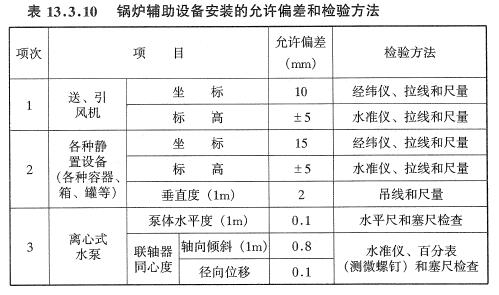 表 13.3.10 锅炉辅助设备安装的允许偏差和检验方法
项次 项 目 允许偏差（mm） 检验方法
1 送、引风机 坐 标 10 经纬仪、拉线和尺量
标 高 ±5 水准仪、拉线和尺量
2 各种静置设备（各种容器、箱、罐等） 坐 标 15 经纬仪、拉线和尺量
标 高 ±5 水准仪、拉线和尺量
垂直度（1m） 2 吊线和尺量
3 离心式水泵 泵体水平度（1m） 0.1 水平尺和塞尺检查
联轴器同心度 轴向倾斜（1m） 0.8 水准仪、百分表（测微螺钉）和塞尺检查
径向位移 0.1